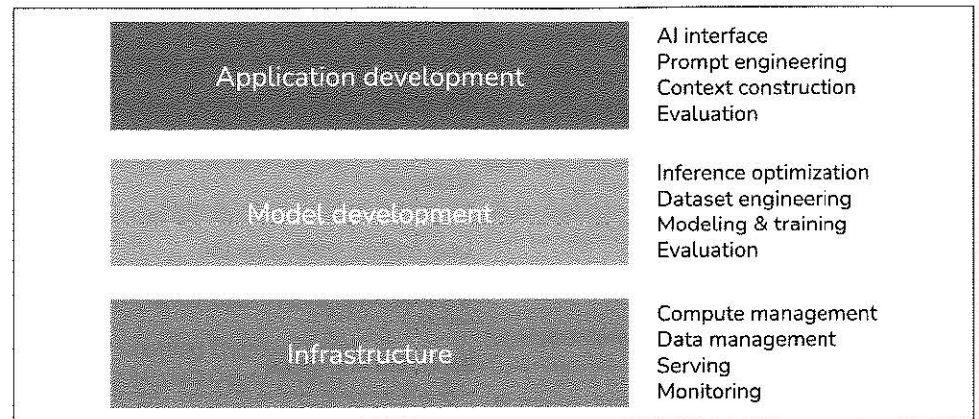 Application development
AI interface
Prompt engineering
Context construction
Evaluation
Model development
Inference optimization
Dataset engineering
Modeling & training
Evaluation
Infrastructure
Compute management
Data management
Serving
Monitoring